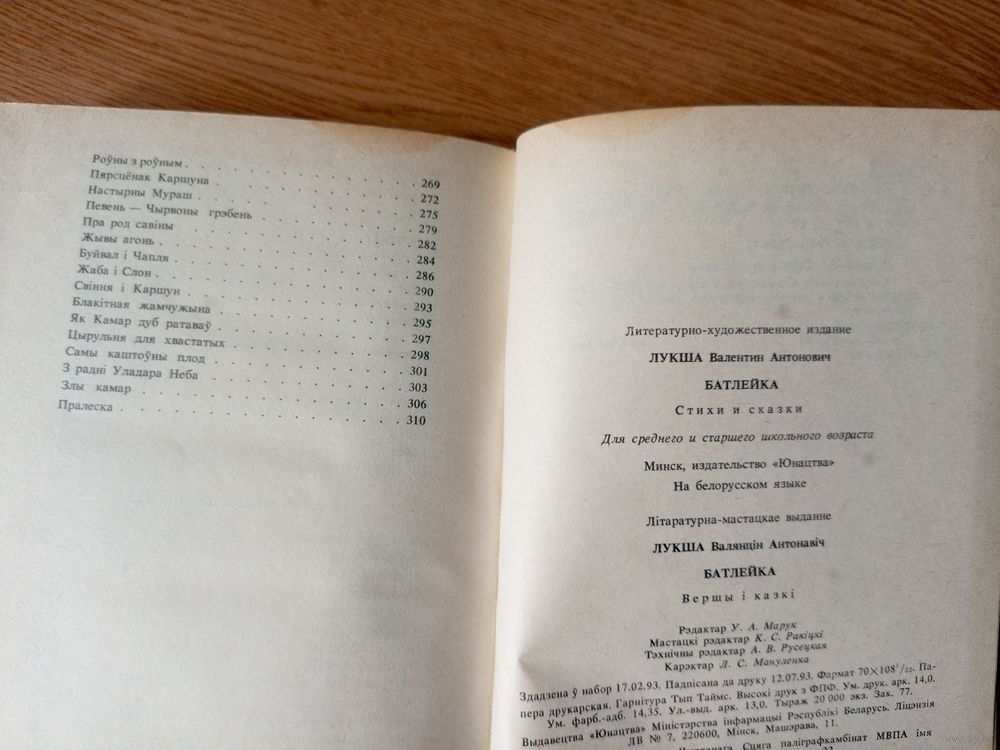 Роўны з роўным . . . . . . . . . . 269
Пярсцёнак Каршуна . . . . . . . . . . 272
Настырны Мураш . . . . . . . . . . 275
Певень — Чырвоны грэбень . . . . . . . . . . 279
Пра род савіны . . . . . . . . . . 282
Жывы агонь . . . . . . . . . . 284
Буйвал і Чапля . . . . . . . . . . 286
Жаба і Слон . . . . . . . . . . 290
Свіння і Каршун . . . . . . . . . . 293
Блакітная жамчужына . . . . . . . . . . 295
Як Камар дуб ратаваў . . . . . . . . . . 297
Цырульня для хвастатых . . . . . . . . . . 298
Самы каштоўны плод . . . . . . . . . . 301
З радні Уладара Неба . . . . . . . . . . 303
Злы камар . . . . . . . . . . 306
Пралеска . . . . . . . . . . 310
Литературно-художественное издание
ЛУКША Валентин Антонович
БАТЛЕЙКА
Стихи и сказки
Для среднего и старшего школьного возраста
Минск, издательство «Юнацтва»
На белорусском языке
Літаратурна-мастацкае выданне
ЛУКША Валянцін Антонавіч
БАТЛЕЙКА
Вершы і казкі
Рэдактар У. А. Марук
Мастацкі рэдактар К. С. Ракіцкі
Тэхнічны рэдактар А. В. Русецкая
Карэктар Л. С. Мануленка
Здадзена ў набор 17.02.93. Падпісана да друку 12.07.93. Фармат 70×108¹/₃₂. Па-
пера друкарская. Гарнітура Тып Таймс. Высокі друк з ФПФ. Ум. друк. арк. 14,0.
Ум. фарб.-адб. 14,35. Ул.-выд. арк. 13,0. Тыраж 20 000 экз. Зак. 77.
Выдавецтва «Юнацтва» Міністэрства інфармацыі Рэспублікі Беларусь. Ліцэнзія
ЛВ № 7, 220600, Мінск, Машэрава, 11.
Сцяга паліграфкамбінат МВПА імя